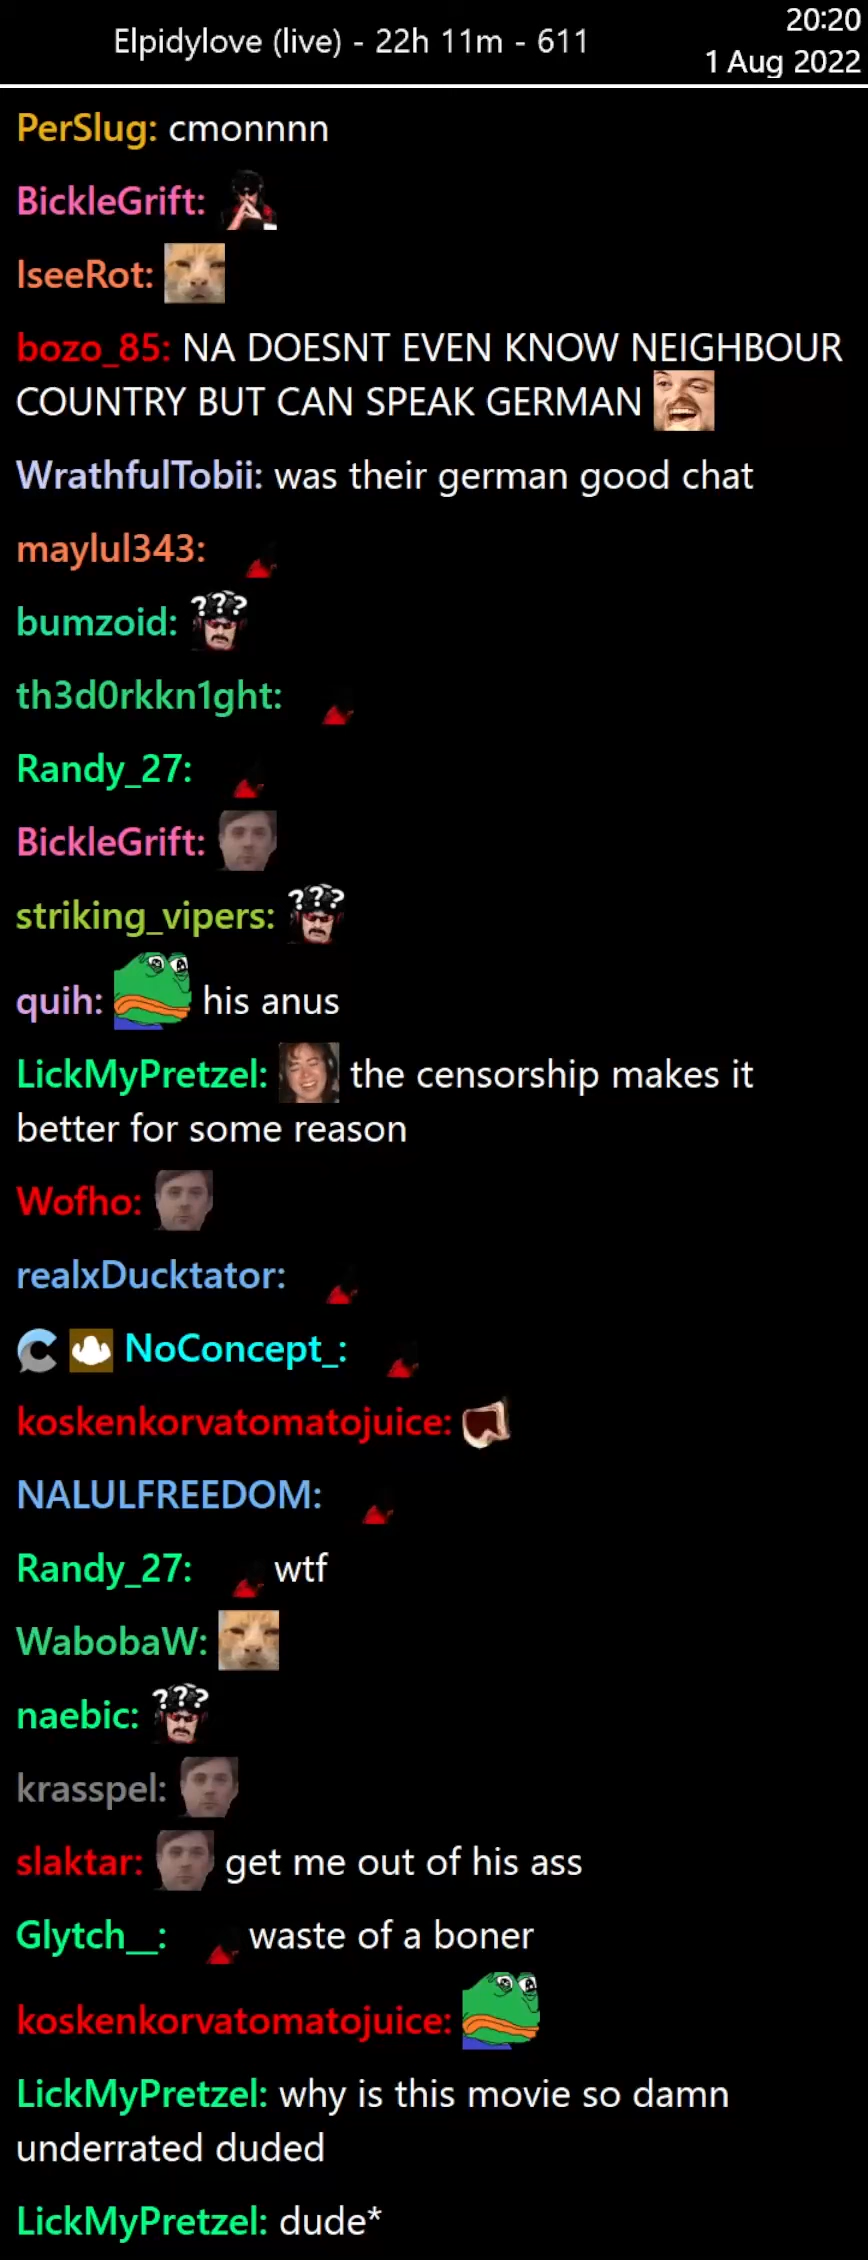 Elpidylove (live) - 22h 11m - 611
20:20
1 Aug 2022
PerSlug: cmonnnn
BickleGrift:
IseeRot:
bozo_85: NA DOESNT EVEN KNOW NEIGHBOUR
COUNTRY BUT CAN SPEAK GERMAN
WrathfulTobii: was their german good chat
maylul343:
bumzoid: ???
th3d0rkkn1ght:
Randy_27:
BickleGrift:
striking_vipers: ???
quih: his anus
LickMyPretzel: the censorship makes it
better for some reason
Wofho:
realxDucktator:
NoConcept_:
koskenkorvatomatojuice:
NALULFREEDOM:
Randy_27: wtf
WabobaW:
naebic: ???
krasspel:
slaktar: get me out of his ass
Glytch__: waste of a boner
koskenkorvatomatojuice:
LickMyPretzel: why is this movie so damn
underrated duded
LickMyPretzel: dude*